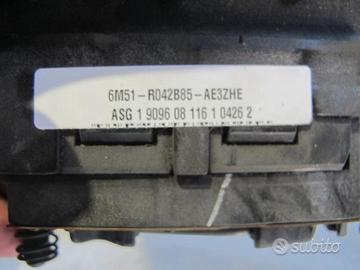 6M51-R042B85-AE3ZHE
ASG 1 9096 08 116 1 0426 2
subito